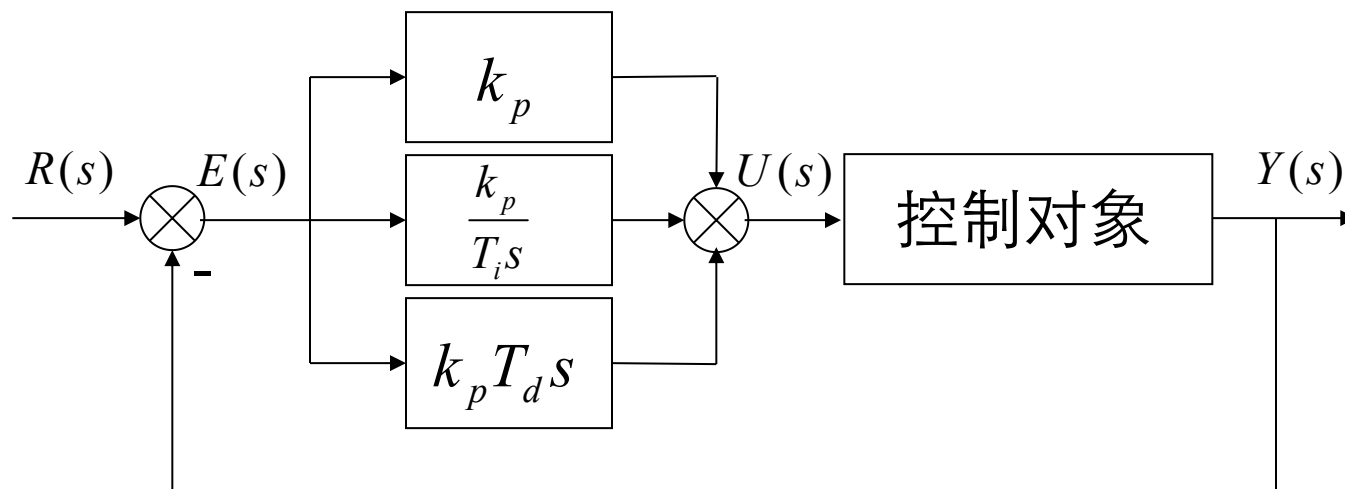 k_p
R(s)
E(s)
k_p
T_i s
U(s)
控制对象
Y(s)
-
k_p T_d s